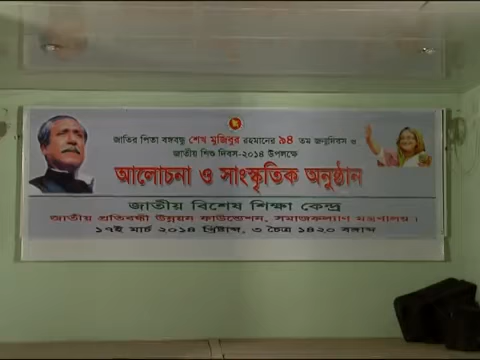 জাতির পিতা বঙ্গবন্ধু শেখ মুজিবুর রহমানের ৯৪ তম জন্মদিবস ও
জাতীয় শিশু দিবস-২০১৪ উপলক্ষে
আলোচনা ও সাংস্কৃতিক অনুষ্ঠান
জাতীয় বিশেষ শিক্ষা কেন্দ্র
জাতীয় প্রতিবন্ধী উন্নয়ন ফাউন্ডেশন, সমাজকল্যাণ মন্ত্রণালয়।
১৭ই মার্চ ২০১৪ খ্রিষ্টাব্দ, ৩ চৈত্র ১৪২০ বঙ্গাব্দ